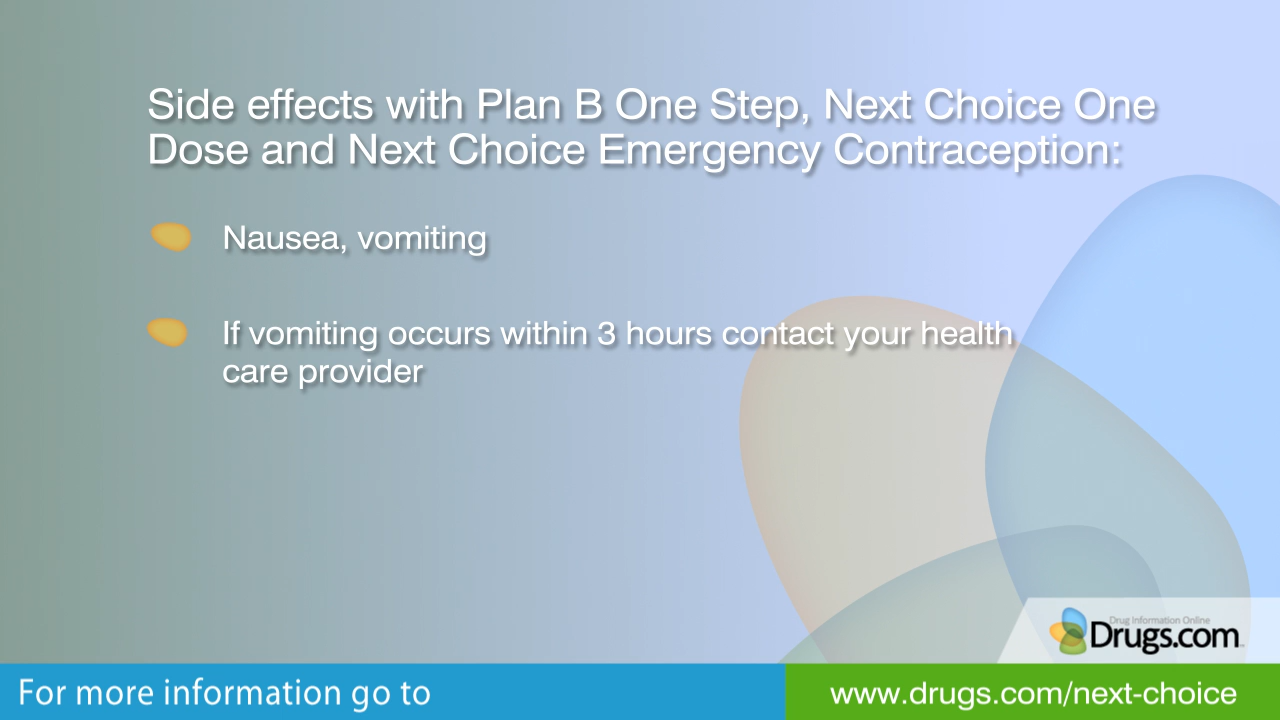 Side effects with Plan B One Step, Next Choice One
Dose and Next Choice Emergency Contraception:
Nausea, vomiting
If vomiting occurs within 3 hours contact your health
care provider
Drug Information Online
Drugs.com
For more information go to
www.drugs.com/next-choice